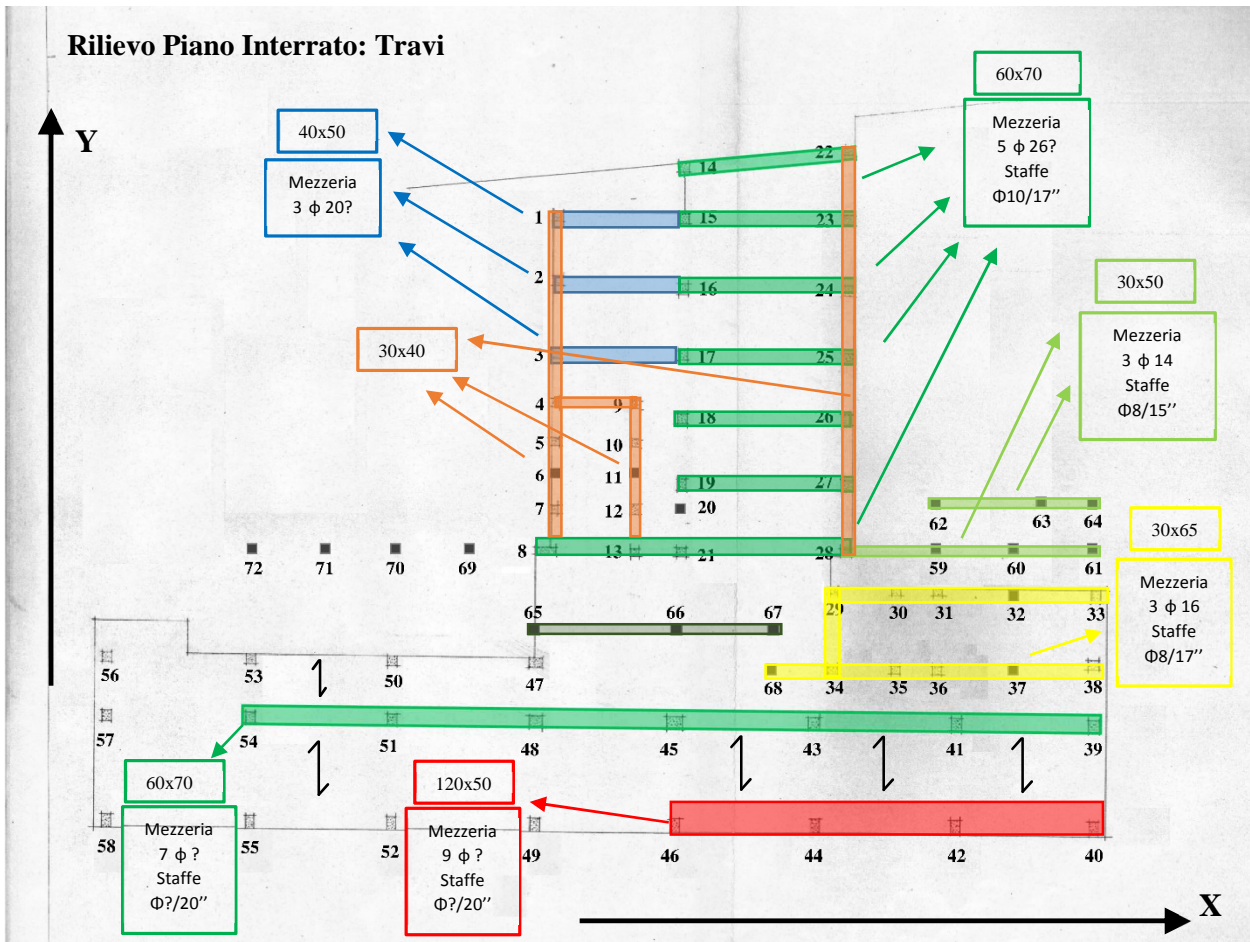 Rilievo Piano Interrato: Travi
60x70
Mezzeria
5 ϕ 26?
Staffe
Φ10/17’’
40x50
Mezzeria
3 ϕ 20?
Y
22
14
1
15
23
2
16
24
30x50
Mezzeria
3 ϕ 14
Staffe
Φ8/15’’
30x40
3
17
25
4
9
18
26
5
10
6
11
19
27
7
12
20
62
63
64
30x65
Mezzeria
3 ϕ 16
Staffe
Φ8/17’’
8
13
21
28
72
71
70
69
59
60
61
29
30
31
32
33
65
66
67
56
53
50
47
68
34
35
36
37
38
57
54
51
48
45
43
41
39
60x70
Mezzeria
7 ϕ ?
Staffe
Φ?/20’’
120x50
Mezzeria
9 ϕ ?
Staffe
Φ?/20’’
58
55
52
49
46
44
42
40
X